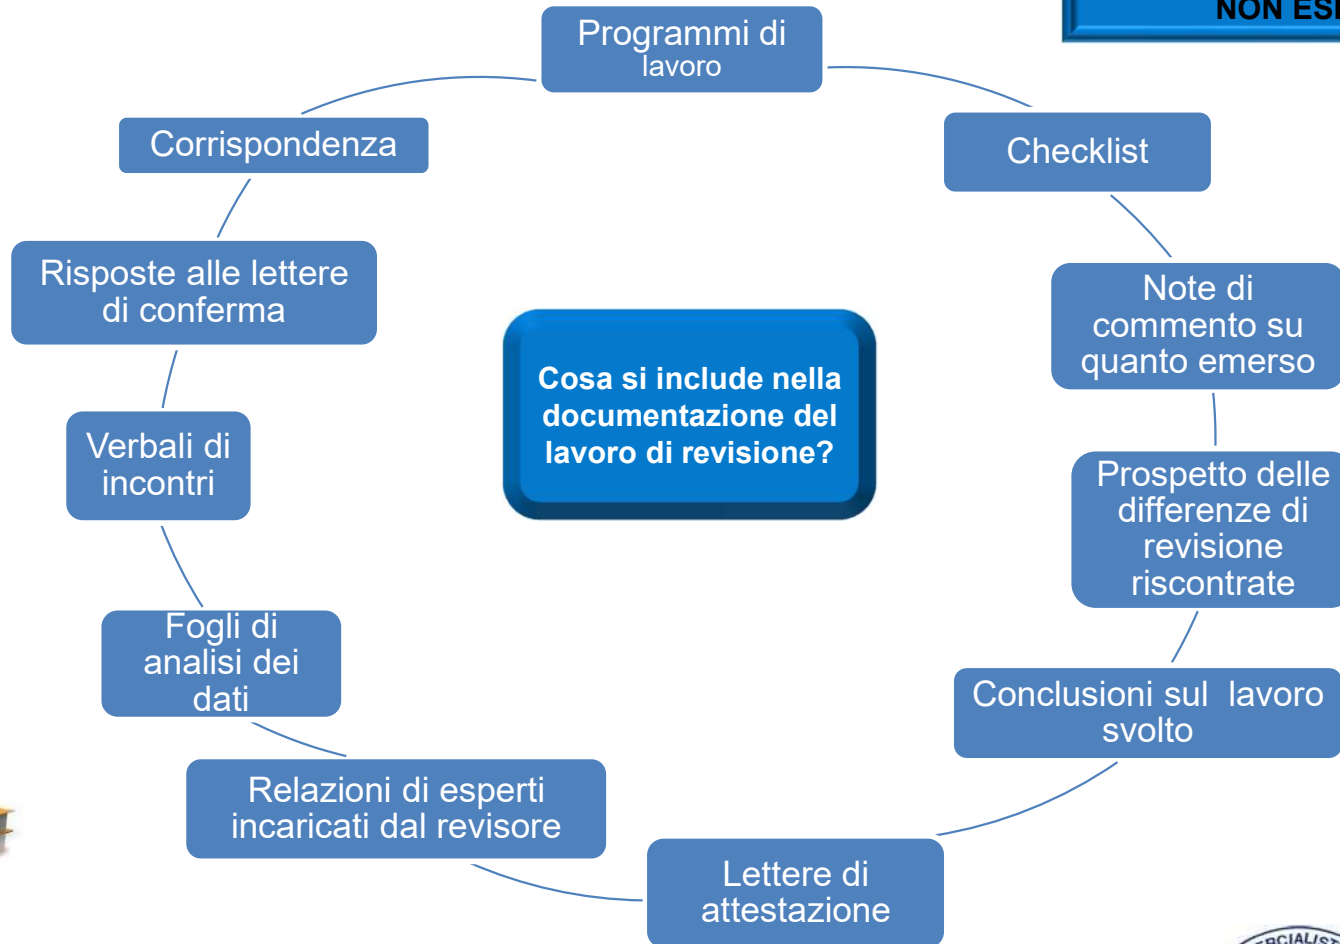 NON ES
Programmi di
lavoro
Checklist
Note di
commento su
quanto emerso
Prospetto delle
differenze di
revisione
riscontrate
Conclusioni sul lavoro
svolto
Lettere di
attestazione
Relazioni di esperti
incaricati dal revisore
Fogli di
analisi dei
dati
Verbali di
incontri
Risposte alle lettere
di conferma
Corrispondenza
Cosa si include nella
documentazione del
lavoro di revisione?